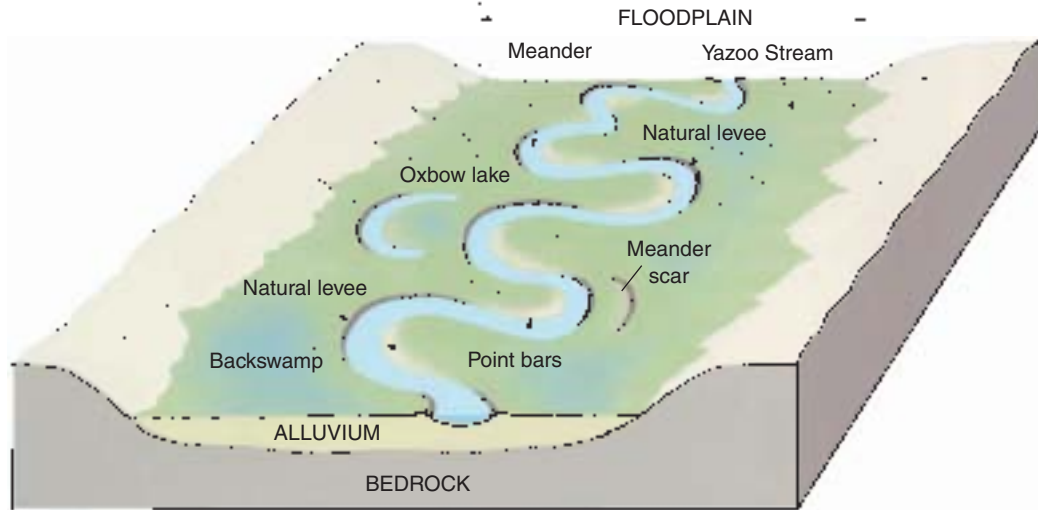 FLOODPLAIN
Meander
Yazoo Stream
Natural levee
Oxbow lake
Meander
scar
Natural levee
Backswamp
Point bars
ALLUVIUM
BEDROCK